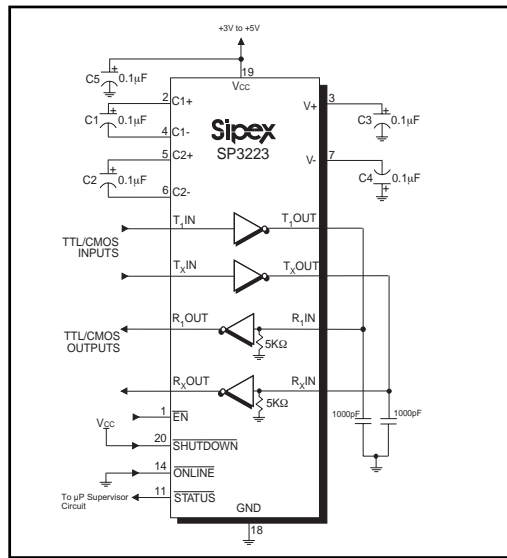 +3V to +5V
C5
0.1µF
19
VCC
2
C1+
C1
0.1µF
4
C1-
5
C2+
C2
0.1µF
6
C2-
Sipex
SP3223
3
V+
C3
0.1µF
7
V-
C4
0.1µF
TTL/CMOS
INPUTS
T1IN
T1OUT
TXIN
TXOUT
TTL/CMOS
OUTPUTS
R1OUT
R1IN
5KΩ
RXOUT
RXIN
5KΩ
1000pF
1000pF
1
EN
VCC
20
SHUTDOWN
14
ONLINE
To µP Supervisor
Circuit
11
STATUS
GND
18